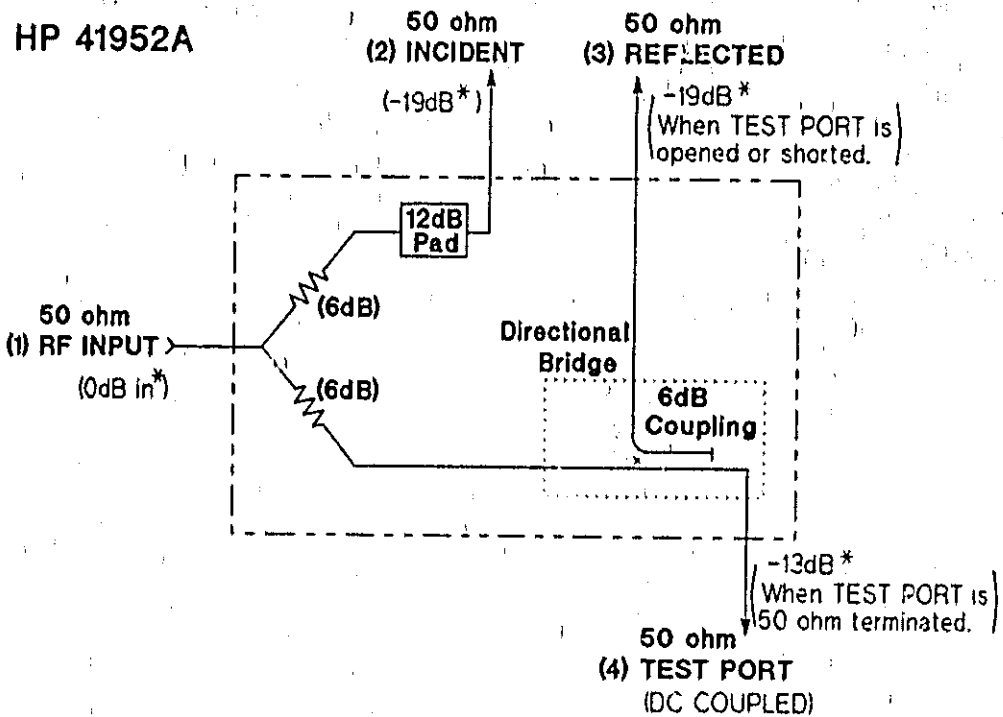 HP 41952A
50 ohm
(2) INCIDENT
(-19dB*)
50 ohm
(3) REFLECTED
-19dB*
(When TEST PORT is
opened or shorted.)
12dB
Pad
(6dB)
50 ohm
(1) RF INPUT
(0dB in*)
(6dB)
Directional
Bridge
6dB
Coupling
-13dB*
(When TEST PORT is
50 ohm terminated.)
50 ohm
(4) TEST PORT
(DC COUPLED)